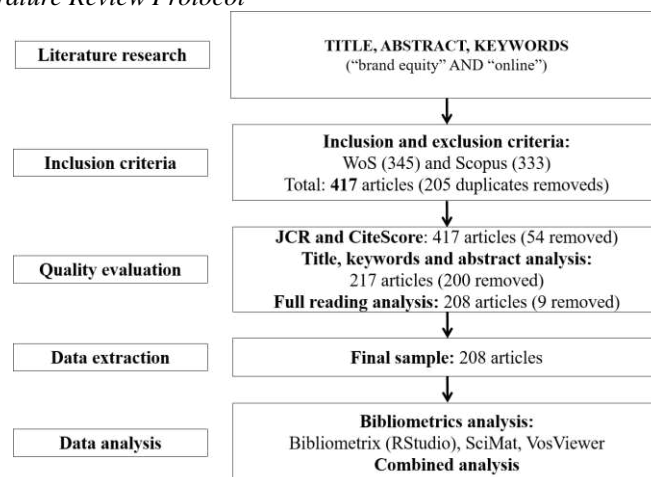 rature Review Protocol
Literature research
TITLE, ABSTRACT, KEYWORDS
(“brand equity” AND “online”)
Inclusion criteria
Inclusion and exclusion criteria:
WoS (345) and Scopus (333)
Total: 417 articles (205 duplicates removeds)
Quality evaluation
JCR and CiteScore: 417 articles (54 removed)
Title, keywords and abstract analysis:
217 articles (200 removed)
Full reading analysis: 208 articles (9 removed)
Data extraction
Final sample: 208 articles
Data analysis
Bibliometrics analysis:
Bibliometrix (RStudio), SciMat, VosViewer
Combined analysis